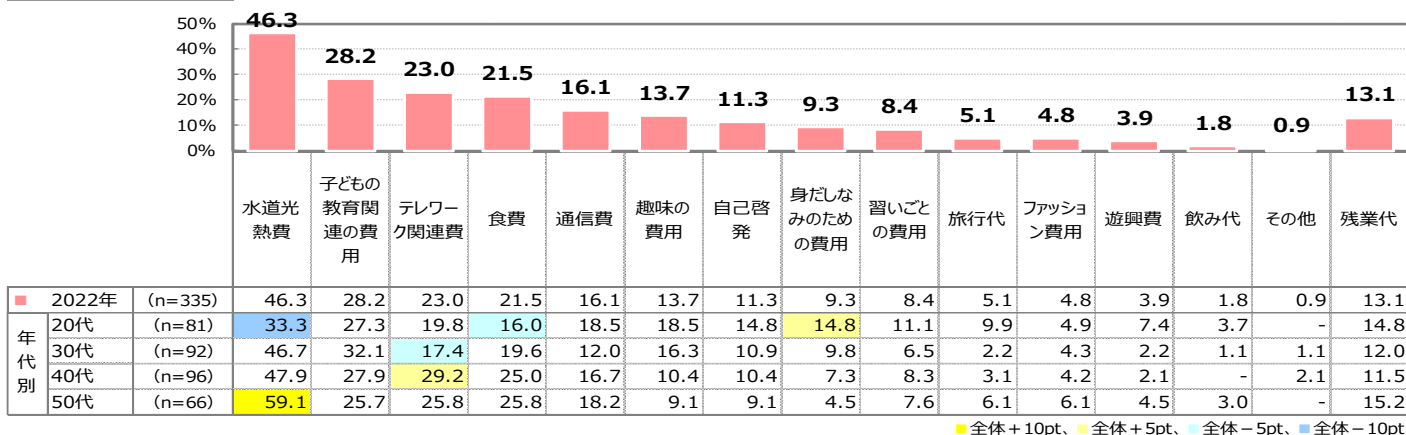 50% 46.3
40% 28.2
30% 23.0 21.5
20% 16.1 13.7 11.3 9.3 8.4 5.1 4.8 3.9 1.8 0.9 13.1
10%
0%
水道光熱費 子どもの教育関連の費用 テレワーク関連費 食費 通信費 趣味の費用 自己啓発 身だしなみのための費用 習いごとの費用 旅行代 ファッション費用 遊興費 飲み代 その他 残業代
2022年 (n=335) 46.3 28.2 23.0 21.5 16.1 13.7 11.3 9.3 8.4 5.1 4.8 3.9 1.8 0.9 13.1
年代別
20代 (n=81) 33.3 27.3 19.8 16.0 18.5 18.5 14.8 14.8 11.1 9.9 4.9 7.4 3.7 - 14.8
30代 (n=92) 46.7 32.1 17.4 19.6 12.0 16.3 10.9 9.8 6.5 2.2 4.3 2.2 1.1 1.1 12.0
40代 (n=96) 47.9 27.9 29.2 25.0 16.7 10.4 10.4 7.3 8.3 3.1 4.2 2.1 - 2.1 11.5
50代 (n=66) 59.1 25.7 25.8 25.8 18.2 9.1 9.1 4.5 7.6 6.1 6.1 4.5 3.0 - 15.2
■全体+10pt、■全体+5pt、■全体-5pt、■全体-10pt